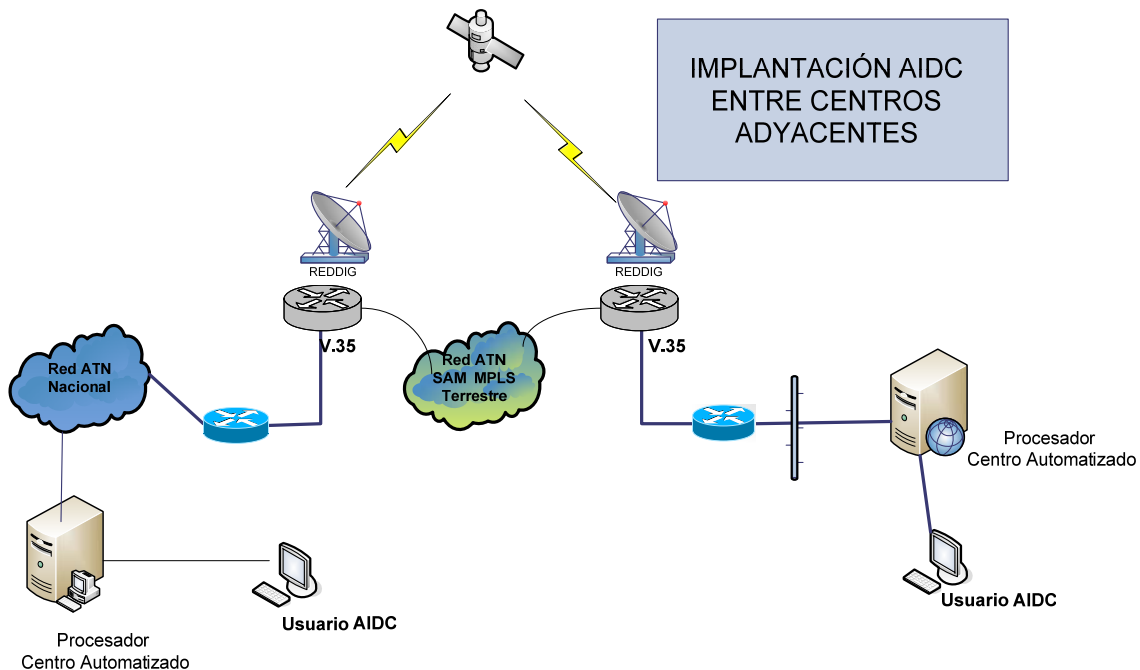 IMPLANTACIÓN AIDC
ENTRE CENTROS
ADYACENTES
REDDIG
REDDIG
V.35
V.35
Red ATN
Nacional
Red ATN
SAM MPLS
Terrestre
Procesador
Centro Automatizado
Usuario AIDC
Usuario AIDC
Procesador
Centro Automatizado